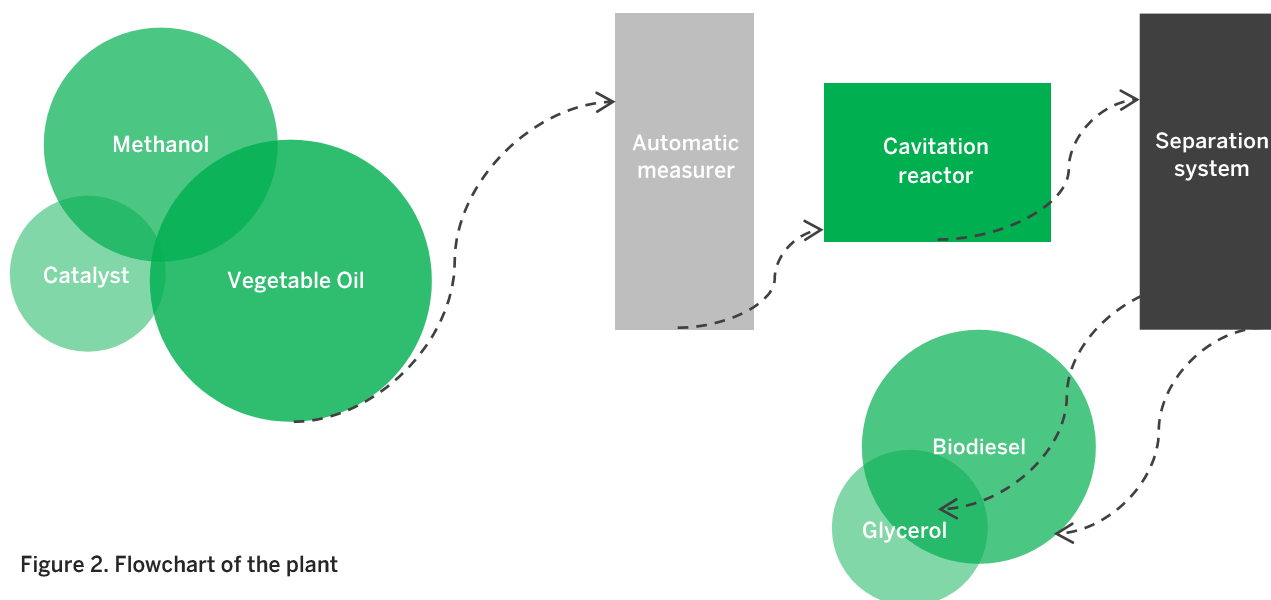 Methanol
Catalyst
Vegetable Oil
Automatic
measurer
Cavitation
reactor
Separation
system
Biodiesel
Glycerol
Figure 2. Flowchart of the plant